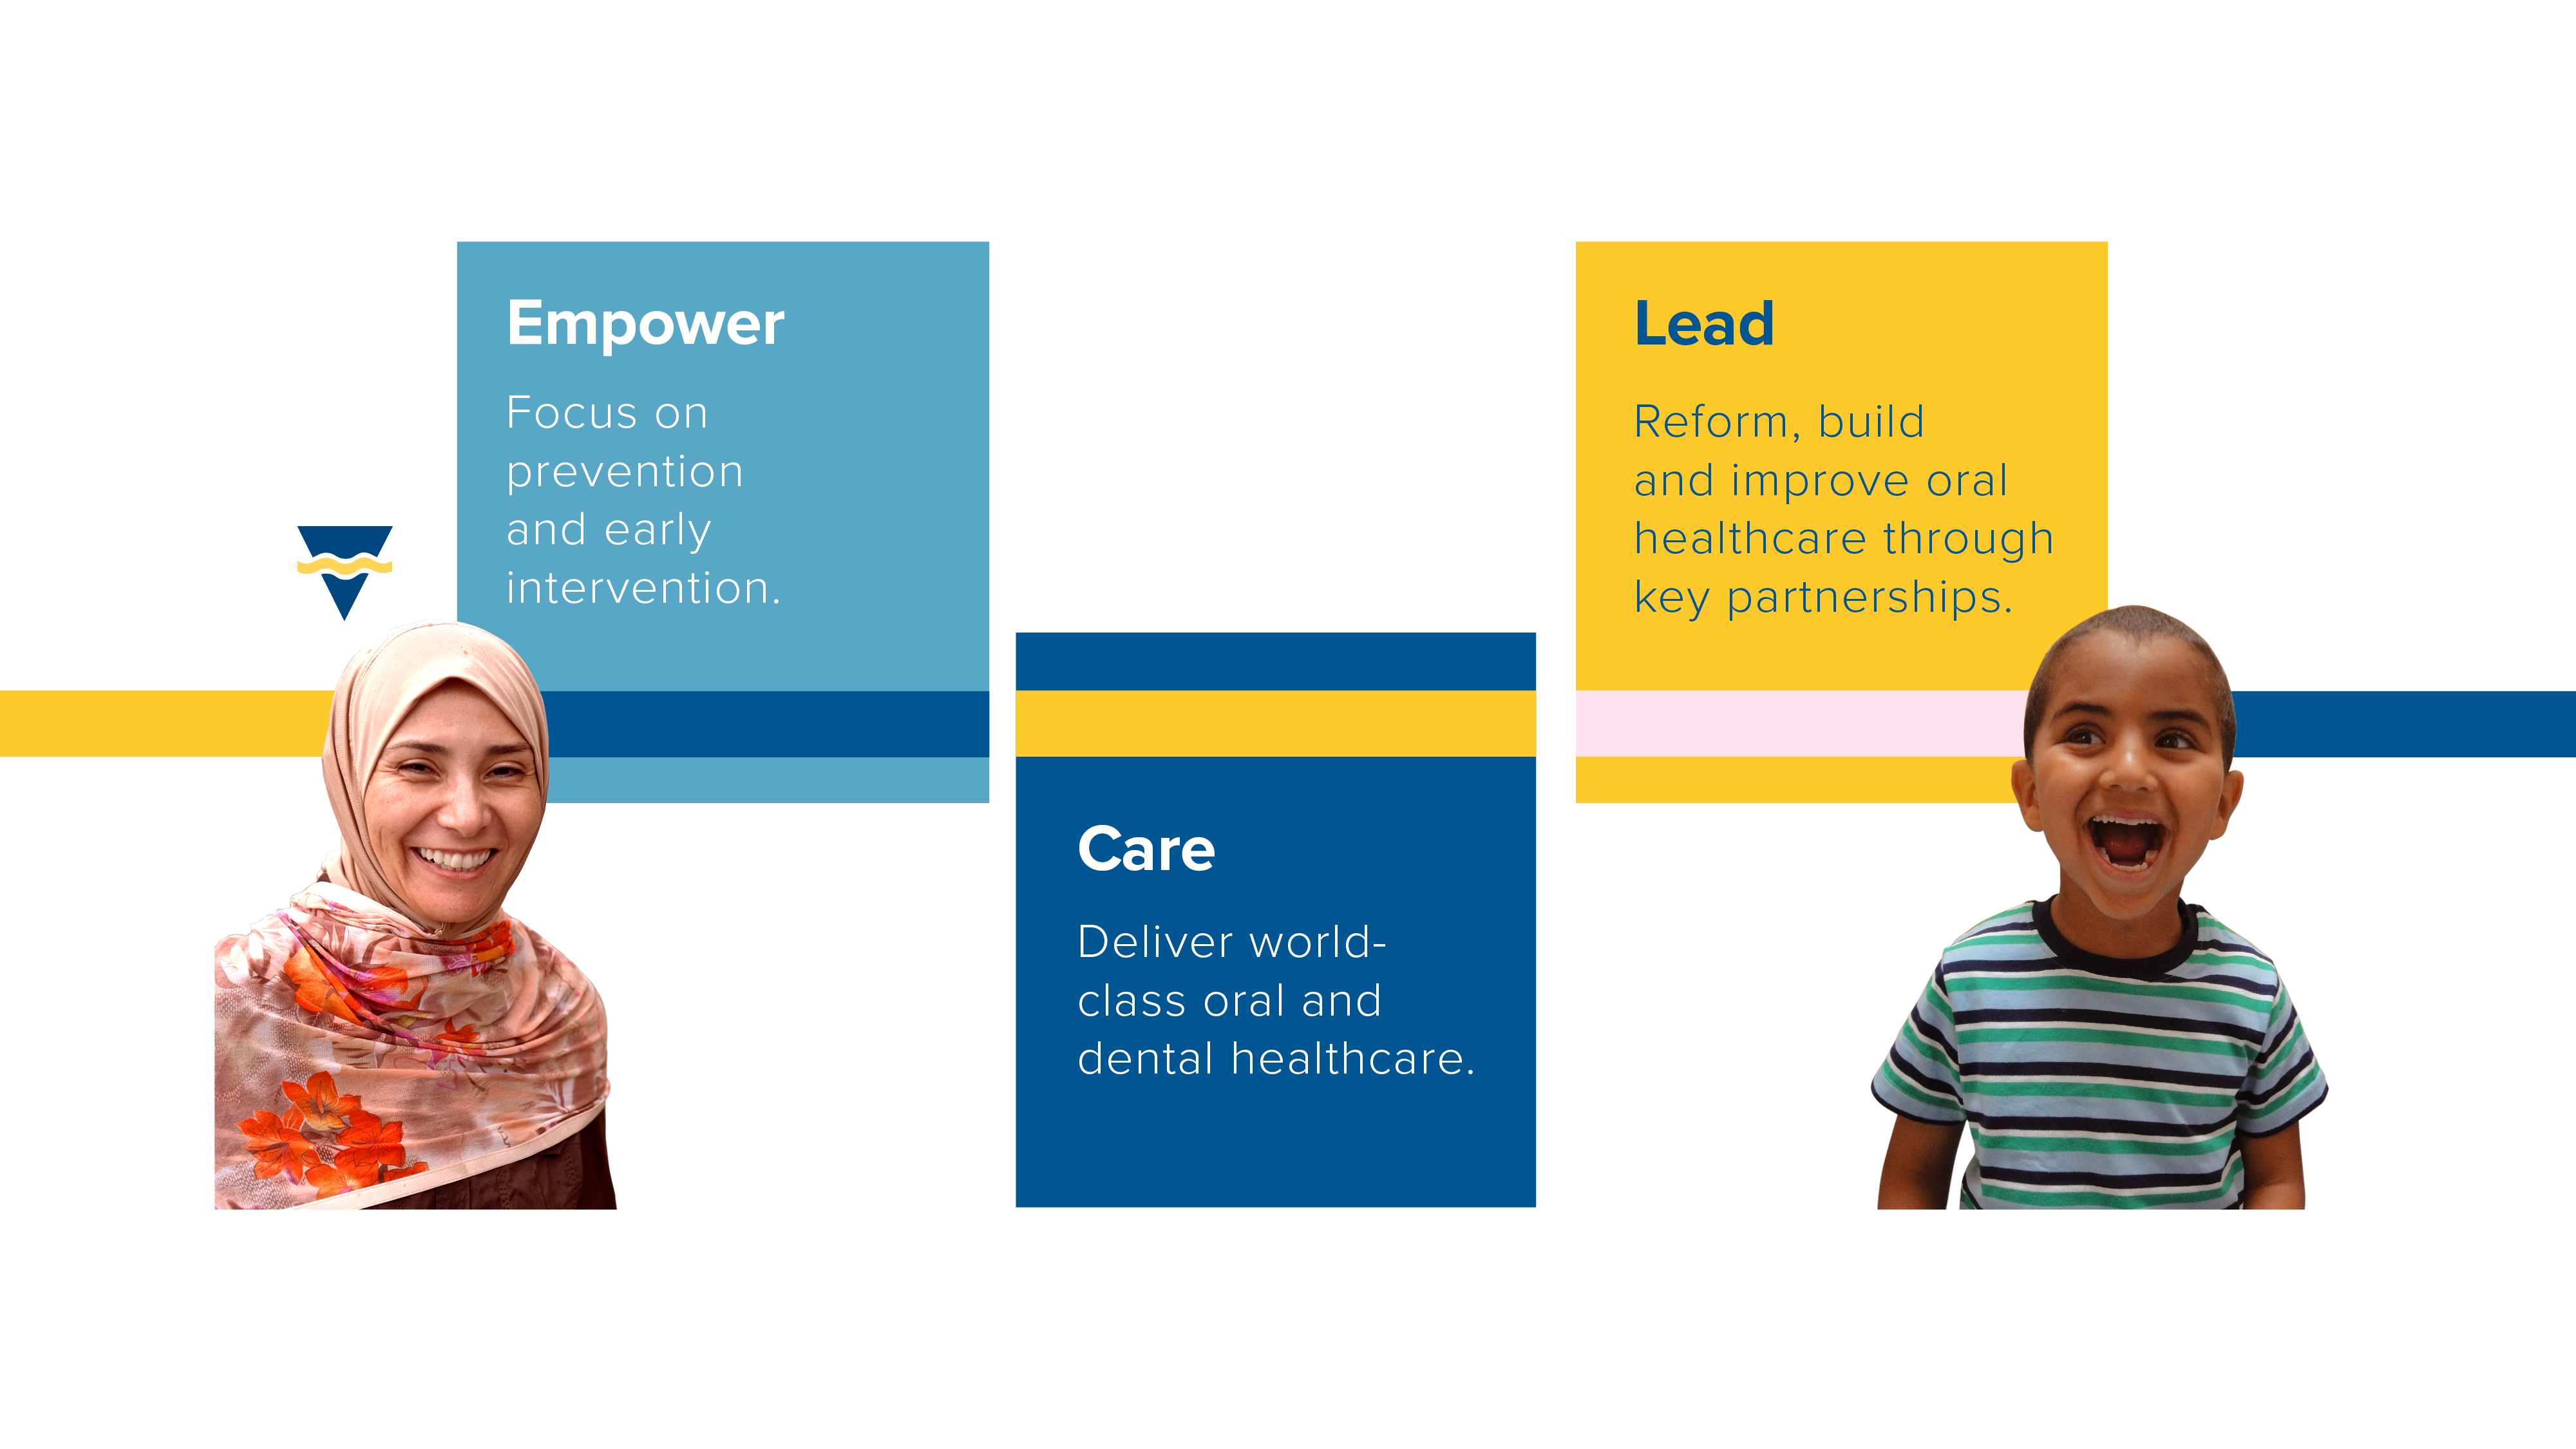 Empower
Focus on
prevention
and early
intervention.
Care
Deliver world-
class oral and
dental healthcare.
Lead
Reform, build
and improve oral
healthcare through
key partnerships.